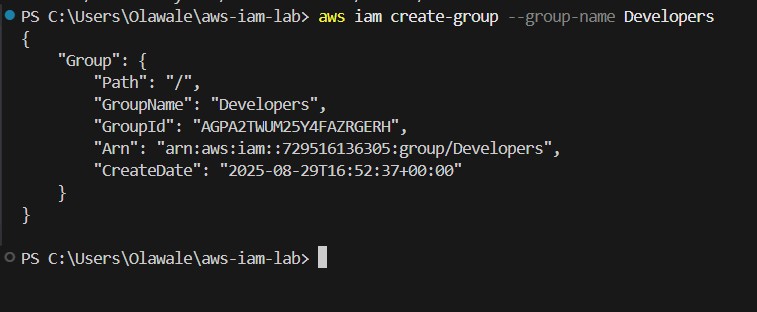 PS C:\Users\Olawale\aws-iam-lab> aws iam create-group --group-name Developers
{
    "Group": {
        "Path": "/",
        "GroupName": "Developers",
        "GroupId": "AGPA2TWUM25Y4FAZRGERH",
        "Arn": "arn:aws:iam::729516136305:group/Developers",
        "CreateDate": "2025-08-29T16:52:37+00:00"
    }
}
PS C:\Users\Olawale\aws-iam-lab>